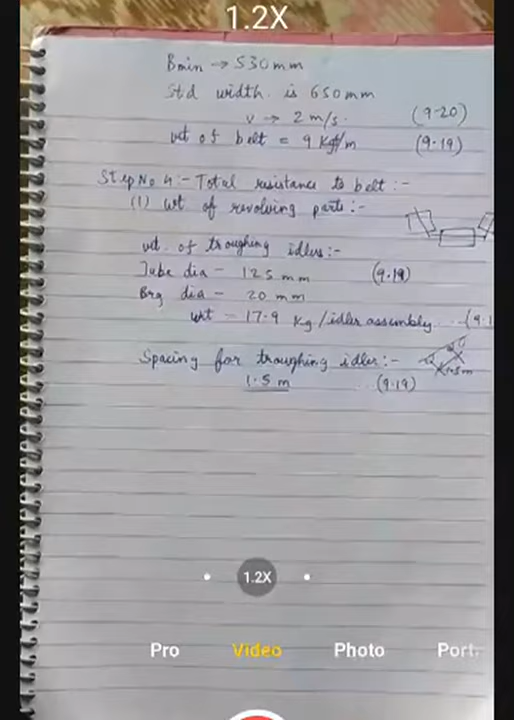 1.2X
Bmin → 530 mm
Std width is 650 mm
v → 2 m/s. (9.20)
wt of belt = 9 Kgf/m (9.19)
Step No 4:- Total resistance to belt :-
(1) wt of revolving parts:-
wt. of troughing idlers:-
Tube dia - 125 mm (9.19)
Brg dia - 20 mm
wt - 17.9 Kg/idler assembly. (9.1
Spacing for troughing idler:-
1.5 m (9.19)
1.2X
Pro Video Photo Port.